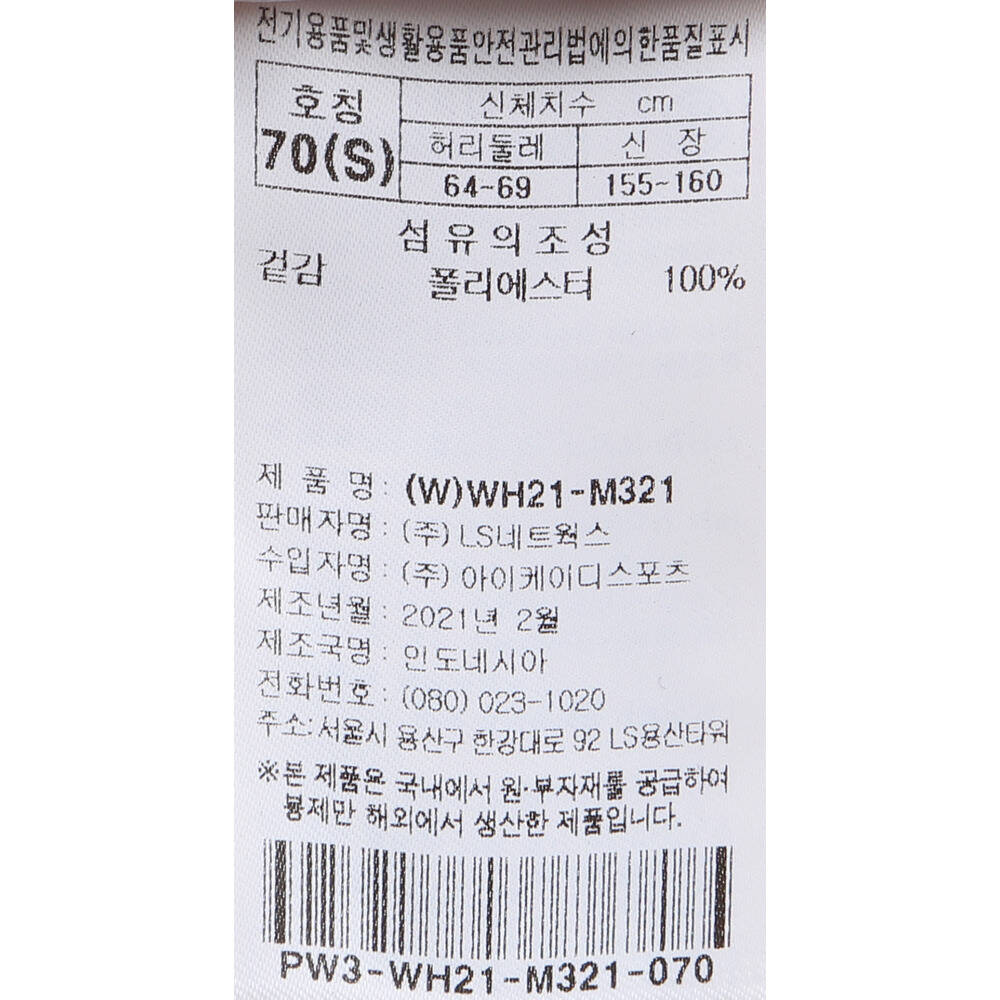 전기용품및생활용품안전관리법에의한품질표시
호칭 신체치수 cm
70(S) 허리둘레 신 장
64-69 155~160
섬유의조성
겉감 폴리에스터 100%
제 품 명 : (W)WH21-M321
판매자명 : (주) LS네트웍스
수입자명 : (주) 아이케이디스포츠
제조년월 : 2021년 2월
제조국명 : 인도네시아
전화번호 : (080) 023-1020
주소: 서울시 용산구 한강대로 92 LS용산타워
※본 제품은 국내에서 원·부자재를 공급하여
봉제만 해외에서 생산한 제품입니다.
PW3-WH21-M321-070